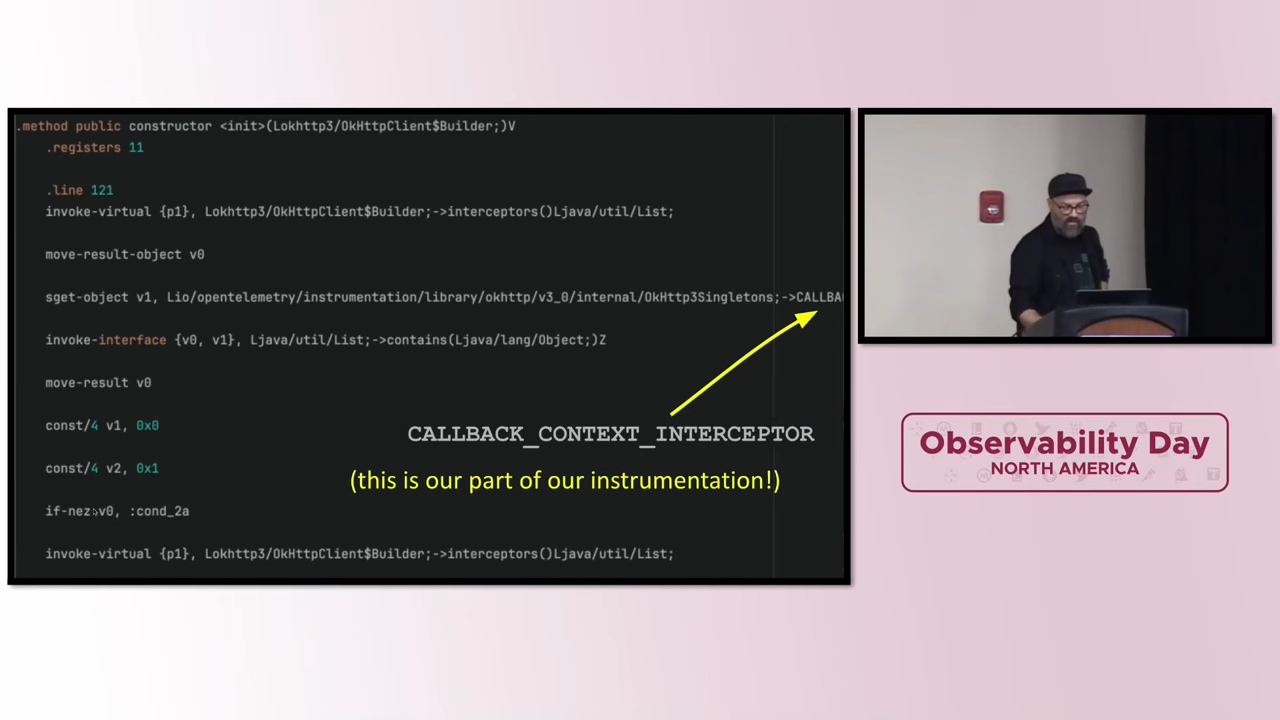 .method public constructor <init>(Lokhttp3/OkHttpClient$Builder;)V
.registers 11
.line 121
invoke-virtual {p1}, Lokhttp3/OkHttpClient$Builder;->interceptors()Ljava/util/List;
move-result-object v0
sget-object v1, Lio/opentelemetry/instrumentation/library/okhttp/v3_0/internal/OkHttp3Singletons;->CALLBA
invoke-interface {v0, v1}, Ljava/util/List;->contains(Ljava/lang/Object;)Z
move-result v0
const/4 v1, 0x0
CALLBACK_CONTEXT_INTERCEPTOR
const/4 v2, 0x1
(this is our part of our instrumentation!)
if-nez v0, :cond_2a
invoke-virtual {p1}, Lokhttp3/OkHttpClient$Builder;->interceptors()Ljava/util/List;
Observability Day
NORTH AMERICA